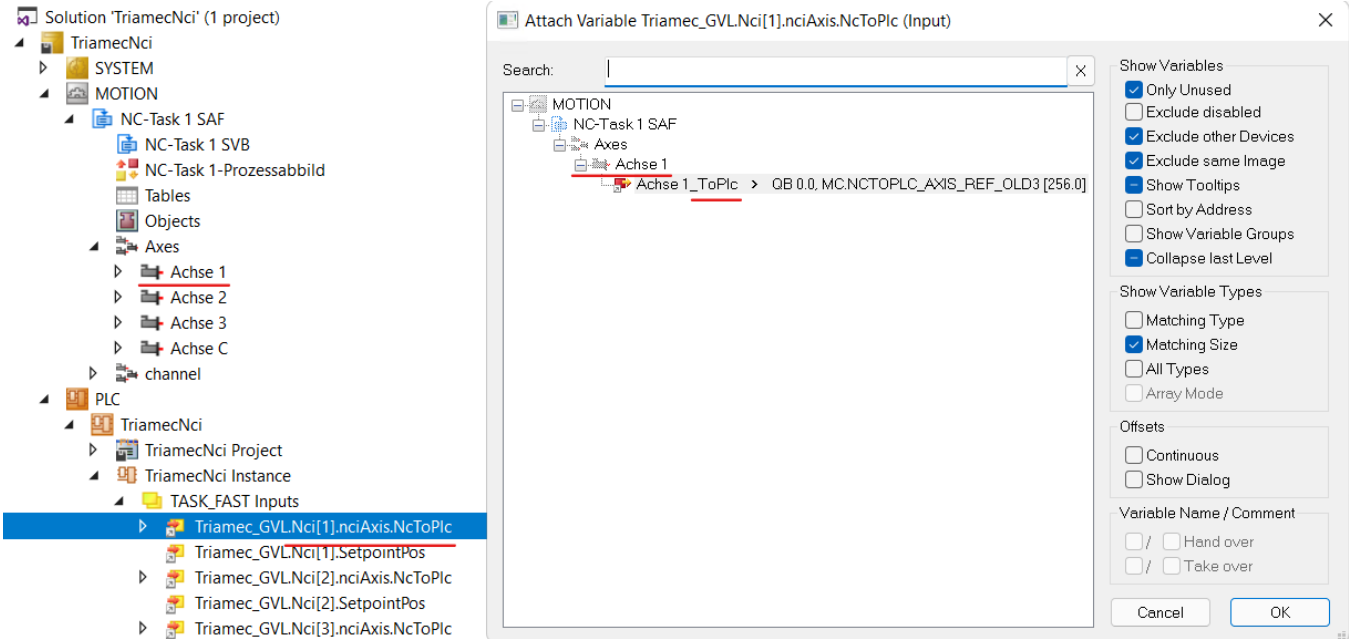 Solution 'TriamecNci' (1 project)
TriamecNci
SYSTEM
MOTION
NC-Task 1 SAF
NC-Task 1 SVB
NC-Task 1-Prozessabbild
Tables
Objects
Axes
Achse 1
Achse 2
Achse 3
Achse C
channel
PLC
TriamecNci
TriamecNci Project
TriamecNci Instance
TASK_FAST Inputs
Triamec_GVL.Nci[1].nciAxis.NcToPlc
Triamec_GVL.Nci[1].SetpointPos
Triamec_GVL.Nci[2].nciAxis.NcToPlc
Triamec_GVL.Nci[2].SetpointPos
Triamec_GVL.Nci[3].nciAxis.NcToPlc
Attach Variable Triamec_GVL.Nci[1].nciAxis.NcToPlc (Input)
Search:
MOTION
NC-Task 1 SAF
Axes
Achse 1
Achse 1_ToPlc > QB 0.0, MC.NCTOPLC_AXIS_REF_OLD3 [256.0]
Show Variables
Only Unused
Exclude disabled
Exclude other Devices
Exclude same Image
Show Tooltips
Sort by Address
Show Variable Groups
Collapse last Level
Show Variable Types
Matching Type
Matching Size
All Types
Array Mode
Offsets
Continuous
Show Dialog
Variable Name / Comment
/ Hand over
/ Take over
Cancel OK